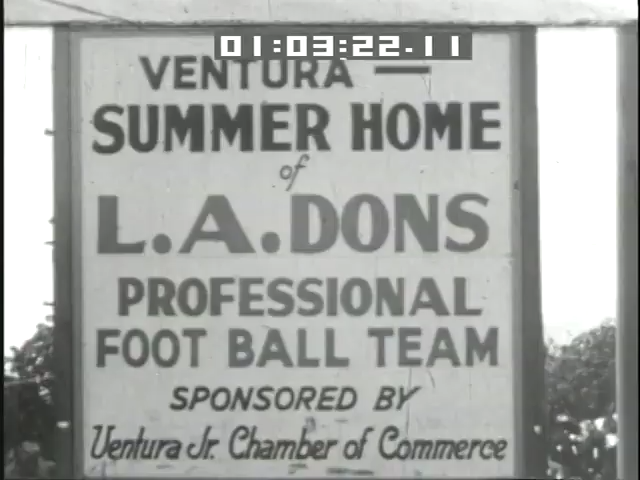 01:03:22.11
VENTURA —
SUMMER HOME
of
L.A. DONS
PROFESSIONAL
FOOT BALL TEAM
SPONSORED BY
Ventura Jr. Chamber of Commerce